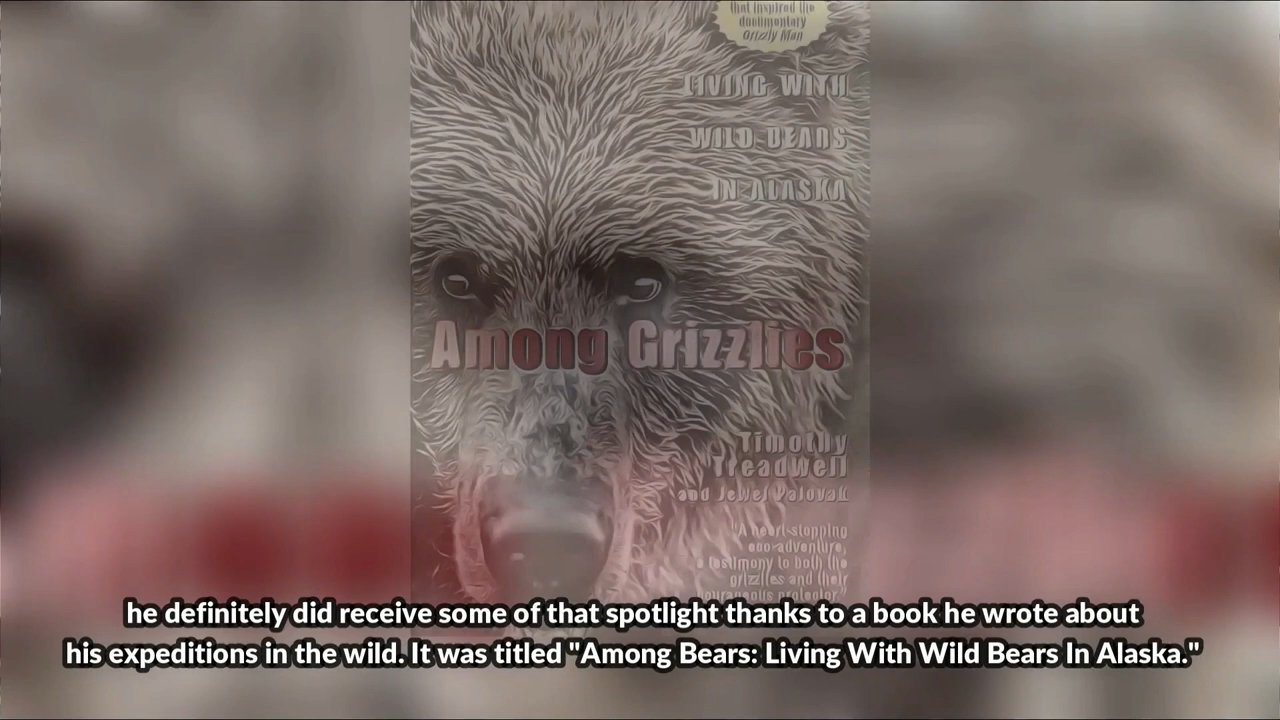 that inspired the
documentary
Grizzly Man
LIVING WITH
WILD BEARS
IN ALASKA
Among Grizzlies
Timothy
Treadwell
and Jewel Palovak
"A heart-stopping
eco-adventure,
a testimony to both the
grizzlies and their
courageous protector."
he definitely did receive some of that spotlight thanks to a book he wrote about
his expeditions in the wild. It was titled "Among Bears: Living With Wild Bears In Alaska."